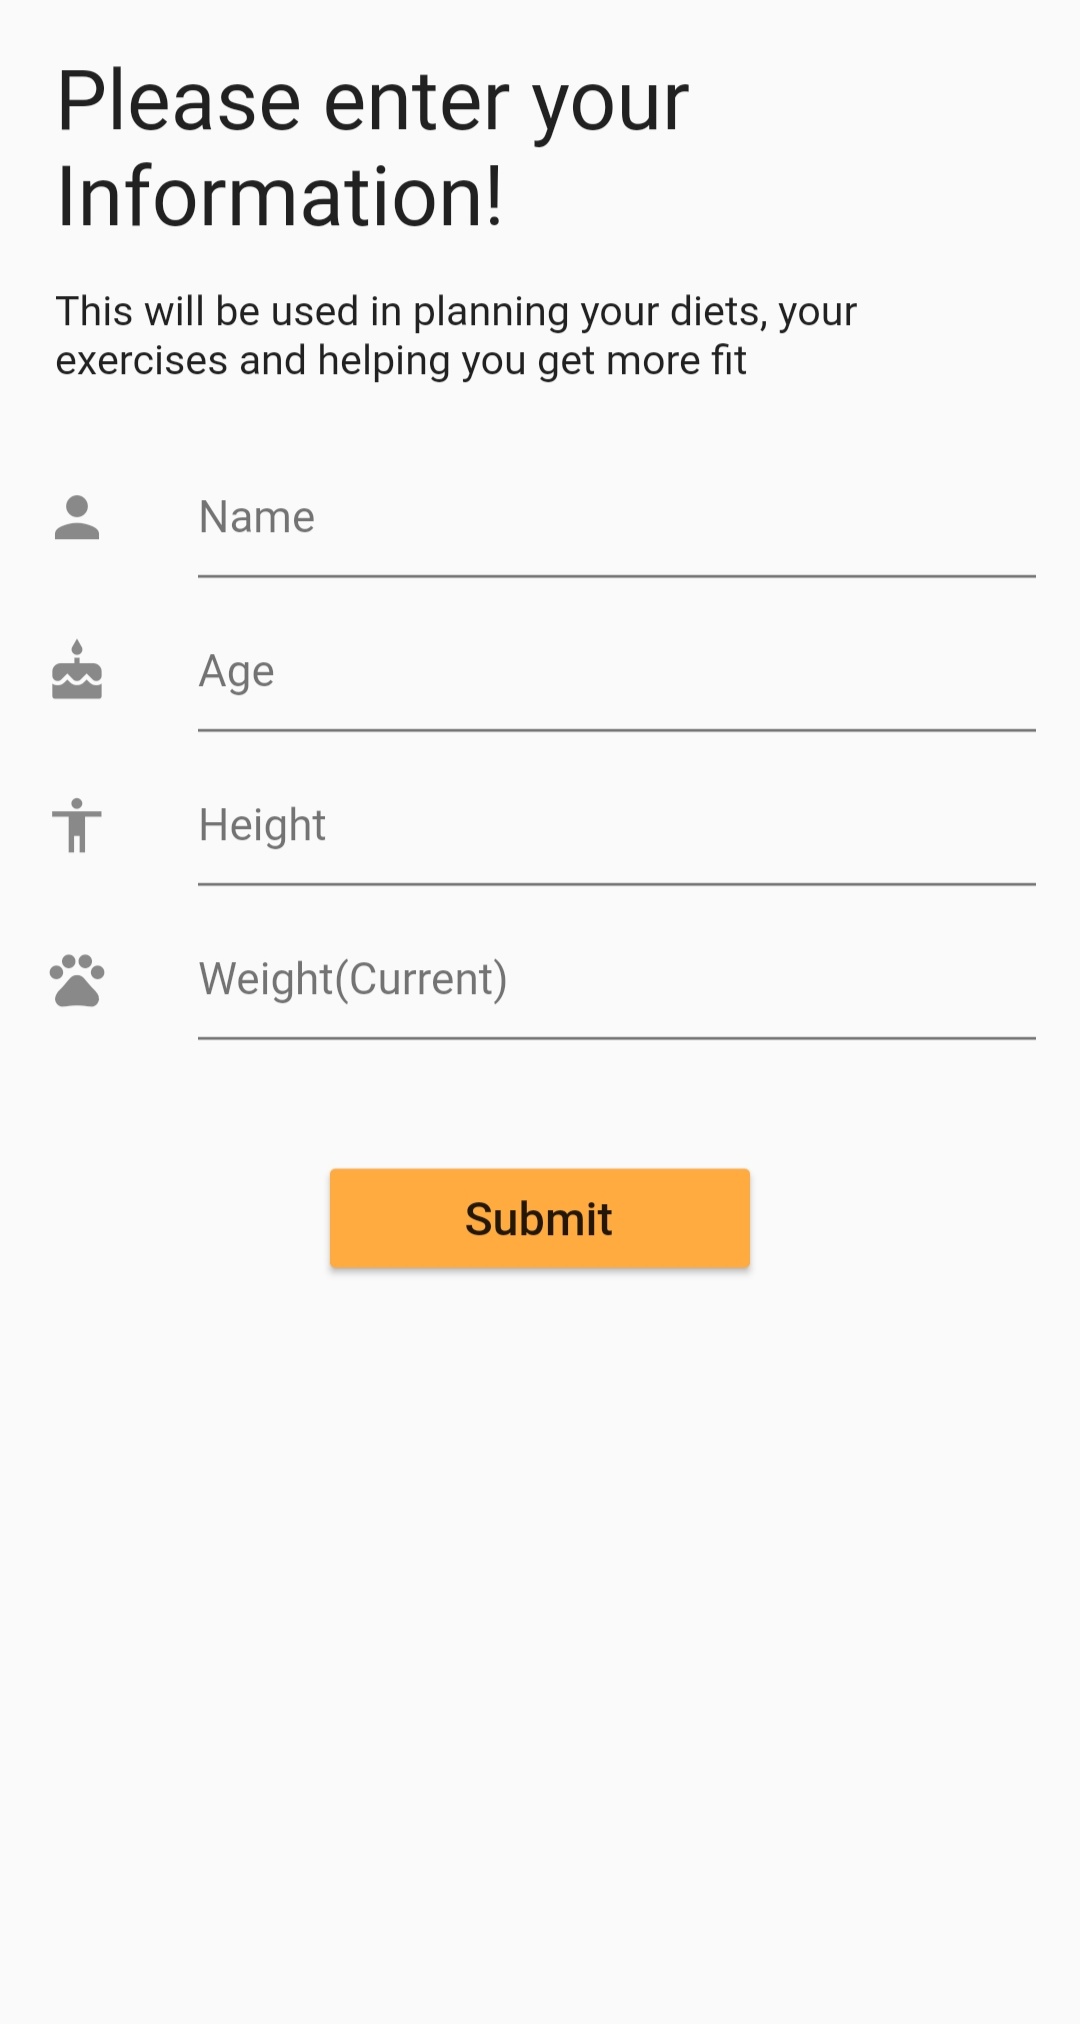 Please enter your
Information!
This will be used in planning your diets, your
exercises and helping you get more fit
Name
Age
Height
Weight(Current)
Submit